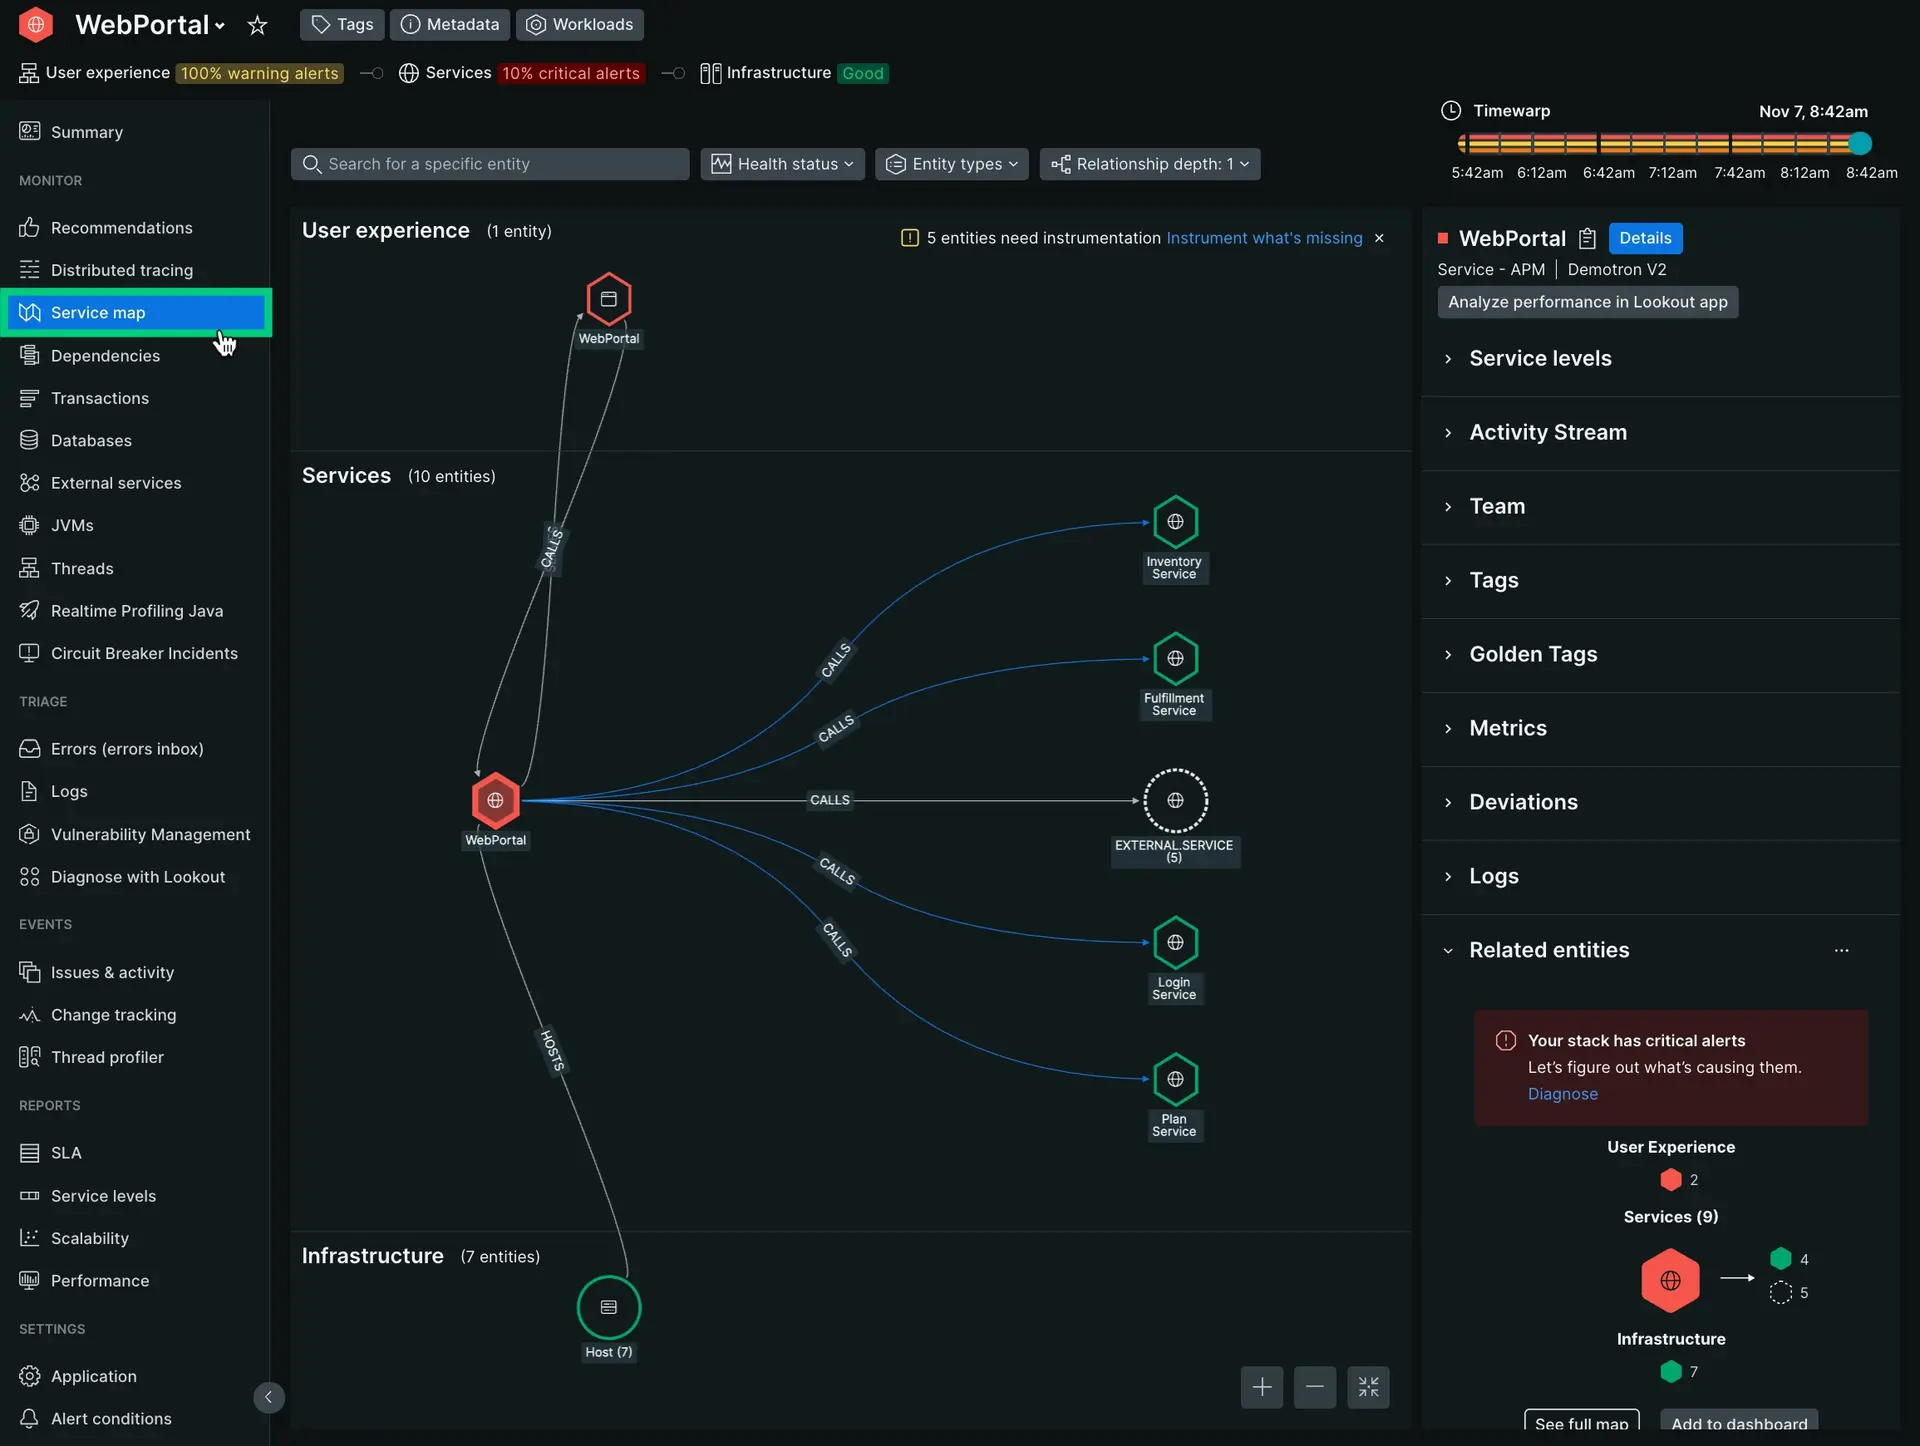 WebPortal
Tags
Metadata
Workloads
User experience 100% warning alerts
Services 10% critical alerts
Infrastructure Good
Summary
MONITOR
Recommendations
Distributed tracing
Service map
Dependencies
Transactions
Databases
External services
JVMs
Threads
Realtime Profiling Java
Circuit Breaker Incidents
TRIAGE
Errors (errors inbox)
Logs
Vulnerability Management
Diagnose with Lookout
EVENTS
Issues & activity
Change tracking
Thread profiler
REPORTS
SLA
Service levels
Scalability
Performance
SETTINGS
Application
Alert conditions
Search for a specific entity
Health status
Entity types
Relationship depth: 1
Timewarp
Nov 7, 8:42am
5:42am 6:12am 6:42am 7:12am 7:42am 8:12am 8:42am
User experience (1 entity)
5 entities need instrumentation Instrument what's missing
WebPortal
Services (10 entities)
CALLS
Inventory
Service
CALLS
Fulfillment
Service
CALLS
WebPortal
CALLS
EXTERNAL.SERVICE
(5)
CALLS
Login
Service
CALLS
Plan
Service
HOSTS
Infrastructure (7 entities)
Host (7)
WebPortal
Details
Service - APM
Demotron V2
Analyze performance in Lookout app
Service levels
Activity Stream
Team
Tags
Golden Tags
Metrics
Deviations
Logs
Related entities
Your stack has critical alerts
Let's figure out what's causing them.
Diagnose
User Experience
2
Services (9)
4
5
Infrastructure
7
See full map
Add to dashboard